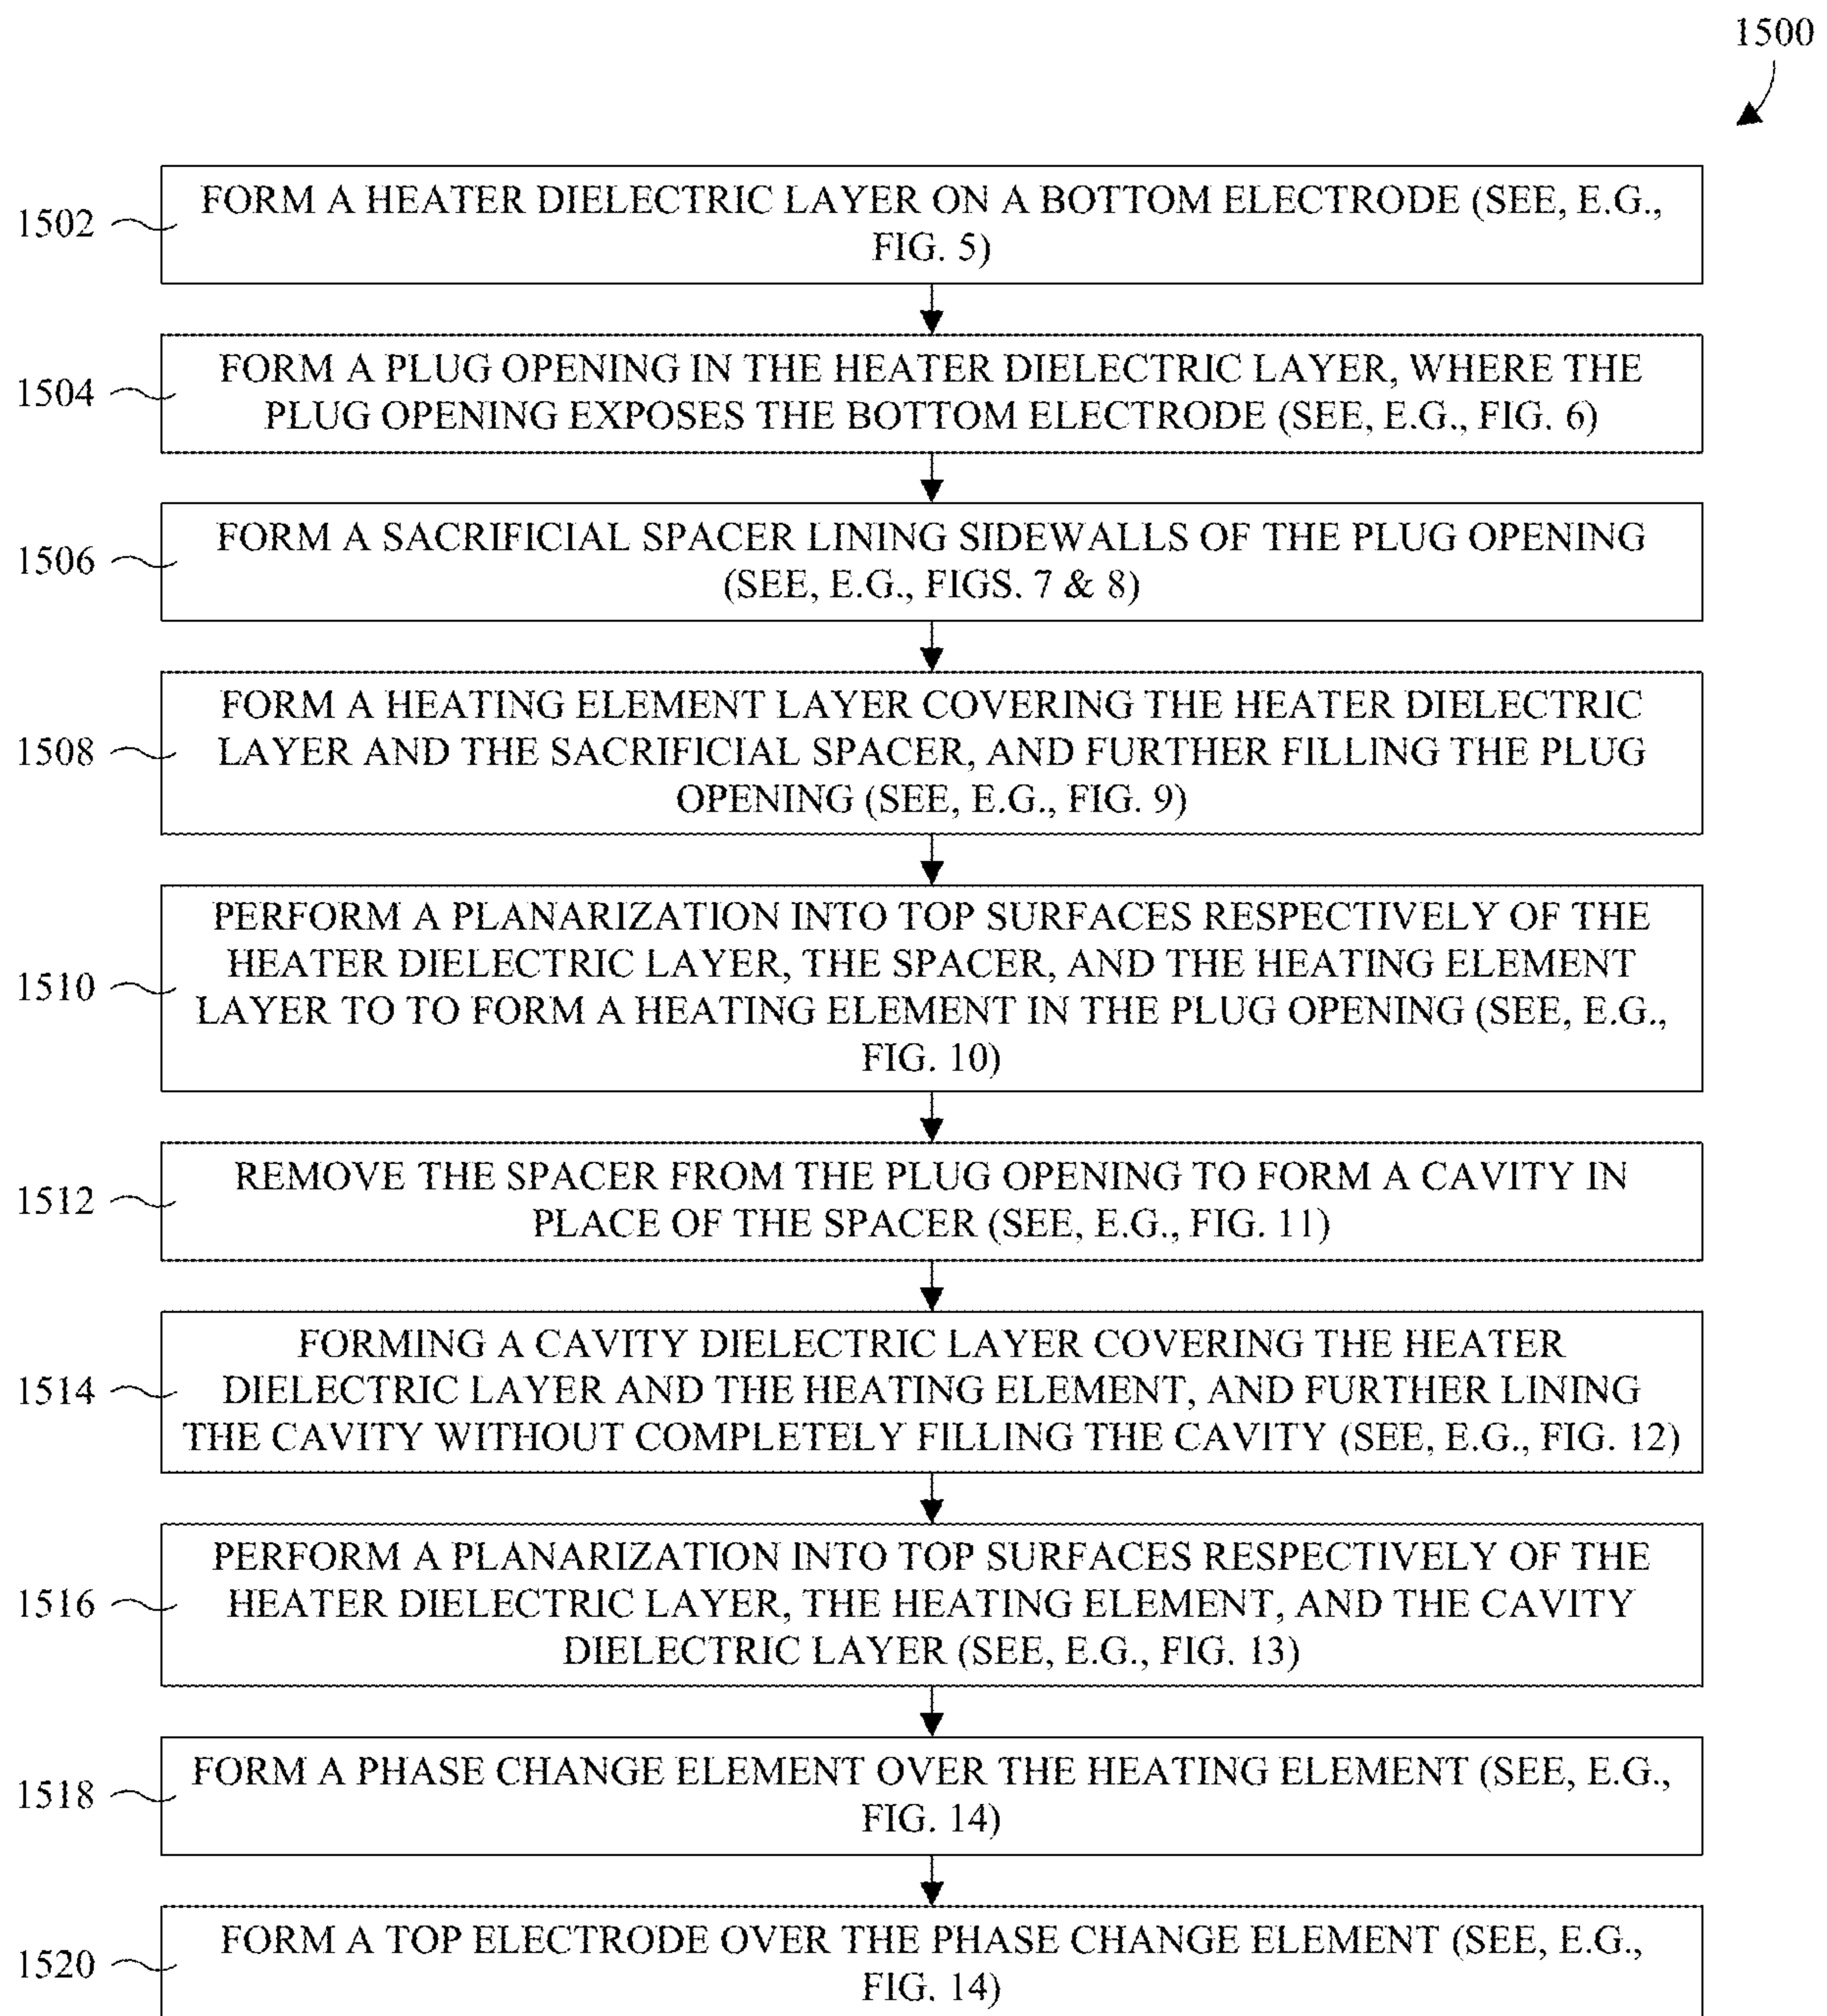 1500
1502
FORM A HEATER DIELECTRIC LAYER ON A BOTTOM ELECTRODE (SEE, E.G.,
FIG. 5)
1504
FORM A PLUG OPENING IN THE HEATER DIELECTRIC LAYER, WHERE THE
PLUG OPENING EXPOSES THE BOTTOM ELECTRODE (SEE, E.G., FIG. 6)
1506
FORM A SACRIFICIAL SPACER LINING SIDEWALLS OF THE PLUG OPENING
(SEE, E.G., FIGS. 7 & 8)
1508
FORM A HEATING ELEMENT LAYER COVERING THE HEATER DIELECTRIC
LAYER AND THE SACRIFICIAL SPACER, AND FURTHER FILLING THE PLUG
OPENING (SEE, E.G., FIG. 9)
1510
PERFORM A PLANARIZATION INTO TOP SURFACES RESPECTIVELY OF THE
HEATER DIELECTRIC LAYER, THE SPACER, AND THE HEATING ELEMENT
LAYER TO TO FORM A HEATING ELEMENT IN THE PLUG OPENING (SEE, E.G.,
FIG. 10)
1512
REMOVE THE SPACER FROM THE PLUG OPENING TO FORM A CAVITY IN
PLACE OF THE SPACER (SEE, E.G., FIG. 11)
1514
FORMING A CAVITY DIELECTRIC LAYER COVERING THE HEATER
DIELECTRIC LAYER AND THE HEATING ELEMENT, AND FURTHER LINING
THE CAVITY WITHOUT COMPLETELY FILLING THE CAVITY (SEE, E.G., FIG. 12)
1516
PERFORM A PLANARIZATION INTO TOP SURFACES RESPECTIVELY OF THE
HEATER DIELECTRIC LAYER, THE HEATING ELEMENT, AND THE CAVITY
DIELECTRIC LAYER (SEE, E.G., FIG. 13)
1518
FORM A PHASE CHANGE ELEMENT OVER THE HEATING ELEMENT (SEE, E.G.,
FIG. 14)
1520
FORM A TOP ELECTRODE OVER THE PHASE CHANGE ELEMENT (SEE, E.G.,
FIG. 14)